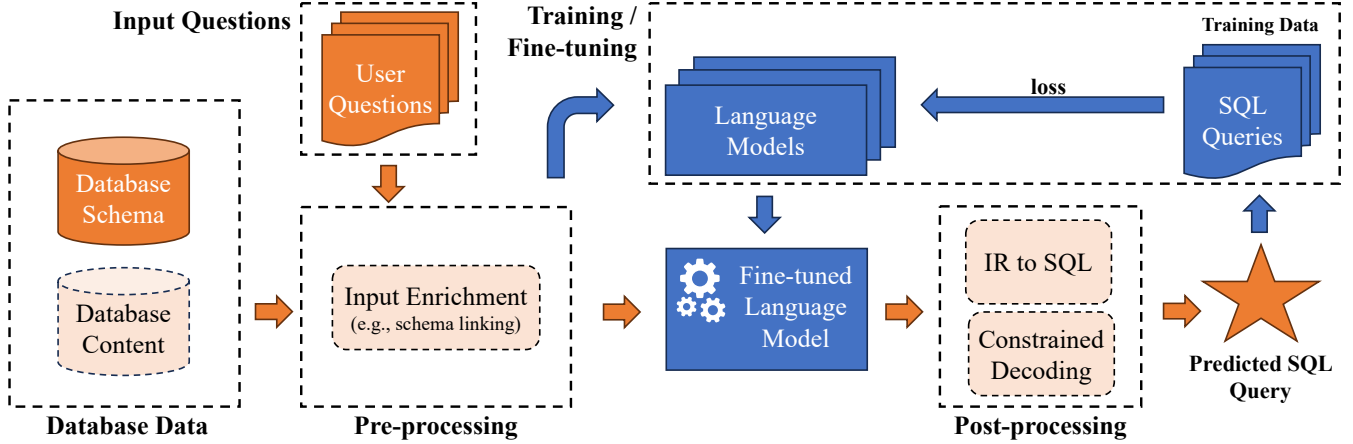 Input Questions
User
Questions
Training /
Fine-tuning
Training Data
Language
Models
loss
SQL
Queries
Database
Schema
Database
Content
Database Data
Input Enrichment
(e.g., schema linking)
Pre-processing
Fine-tuned
Language
Model
IR to SQL
Constrained
Decoding
Post-processing
Predicted SQL
Query